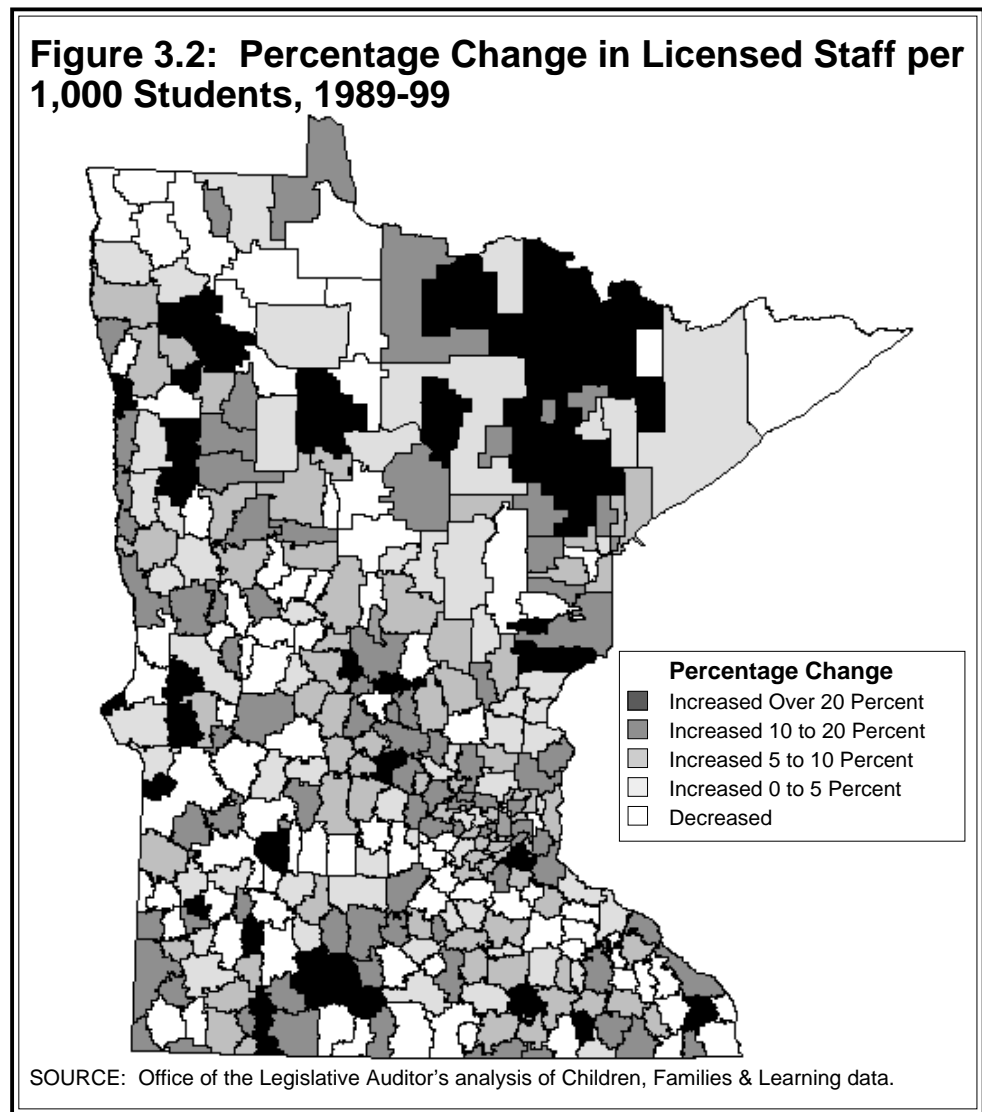 Figure 3.2: Percentage Change in Licensed Staff per
1,000 Students, 1989-99
Percentage Change
Increased Over 20 Percent
Increased 10 to 20 Percent
Increased 5 to 10 Percent
Increased 0 to 5 Percent
Decreased
SOURCE: Office of the Legislative Auditor's analysis of Children, Families & Learning data.